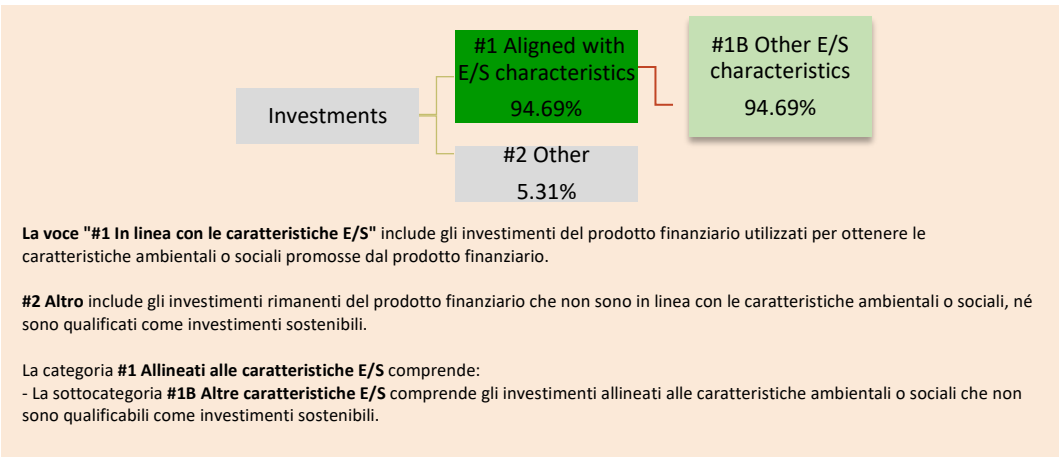 #1 Aligned with
E/S characteristics
94.69%
#1B Other E/S
characteristics
94.69%
Investments
#2 Other
5.31%
La voce "#1 In linea con le caratteristiche E/S" include gli investimenti del prodotto finanziario utilizzati per ottenere le
caratteristiche ambientali o sociali promosse dal prodotto finanziario.
#2 Altro include gli investimenti rimanenti del prodotto finanziario che non sono in linea con le caratteristiche ambientali o sociali, né
sono qualificati come investimenti sostenibili.
La categoria #1 Allineati alle caratteristiche E/S comprende:
- La sottocategoria #1B Altre caratteristiche E/S comprende gli investimenti allineati alle caratteristiche ambientali o sociali che non
sono qualificabili come investimenti sostenibili.